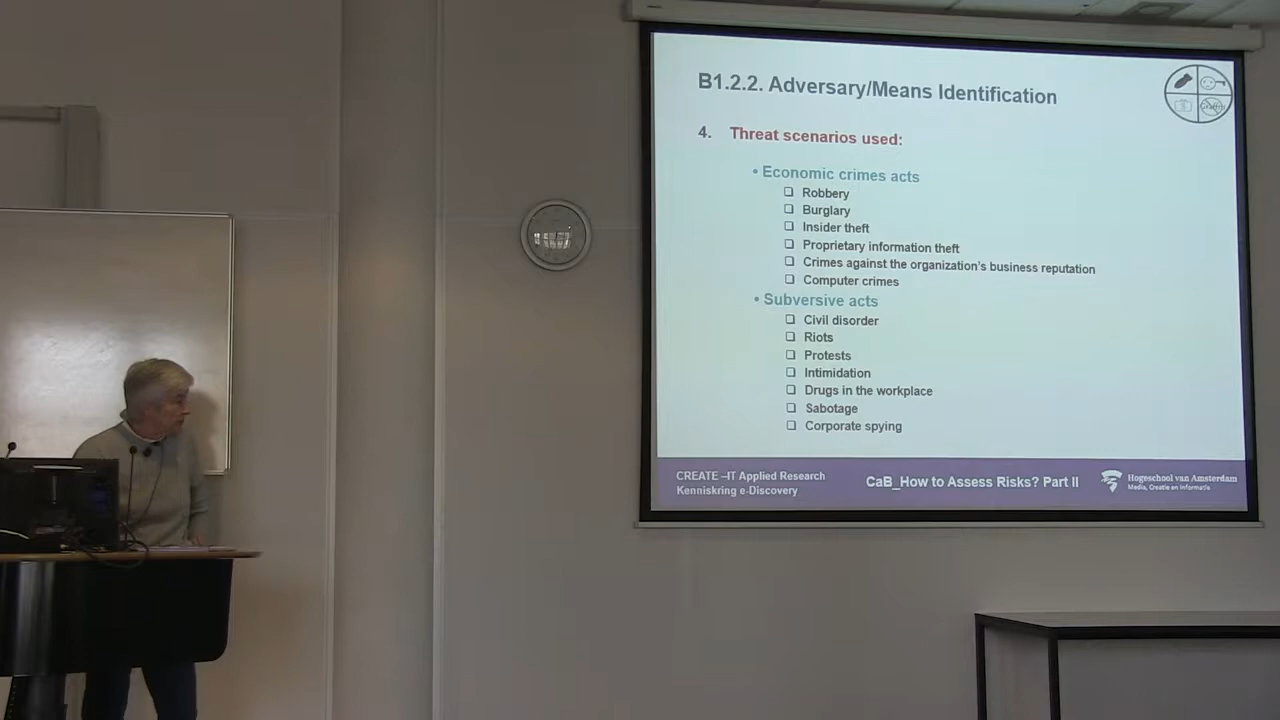 B1.2.2. Adversary/Means Identification
4. Threat scenarios used:
• Economic crimes acts
❑ Robbery
❑ Burglary
❑ Insider theft
❑ Proprietary information theft
❑ Crimes against the organization's business reputation
❑ Computer crimes
• Subversive acts
❑ Civil disorder
❑ Riots
❑ Protests
❑ Intimidation
❑ Drugs in the workplace
❑ Sabotage
❑ Corporate spying
CREATE –IT Applied Research
Kenniskring e-Discovery
CaB_How to Assess Risks? Part II
Hogeschool van Amsterdam
Media, Creatie en Informatie